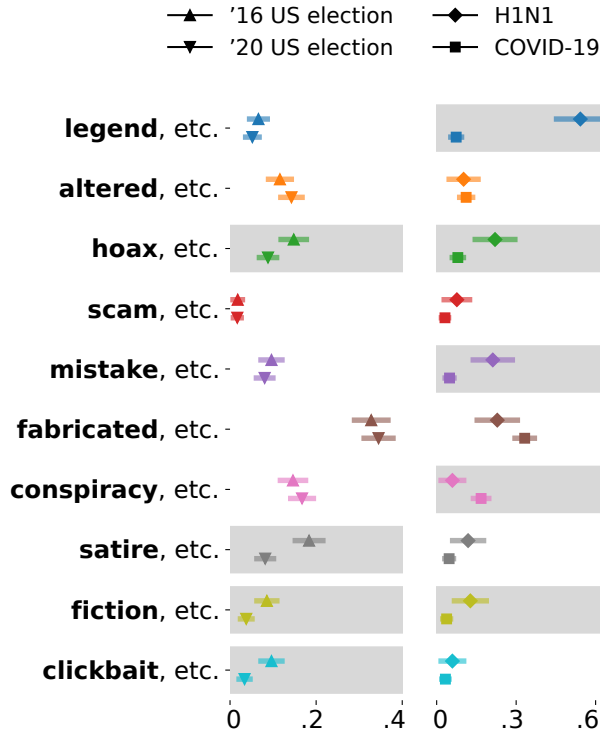 ’16 US election H1N1
’20 US election COVID-19
legend, etc.
altered, etc.
hoax, etc.
scam, etc.
mistake, etc.
fabricated, etc.
conspiracy, etc.
satire, etc.
fiction, etc.
clickbait, etc.
0 .2 .4 0 .3 .6